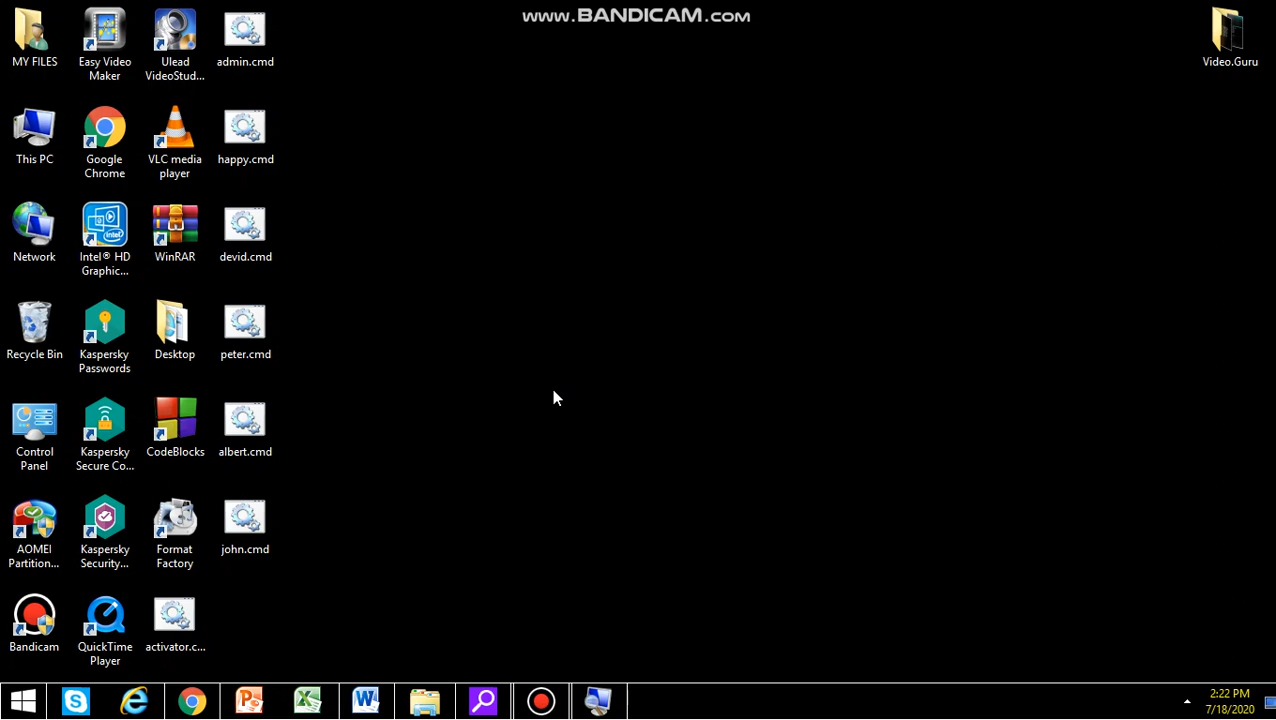 www.BANDICAM.com
MY FILES
Easy Video
Maker
Ulead
VideoStud...
admin.cmd
Video.Guru
This PC
Google
Chrome
VLC media
player
happy.cmd
Network
Intel® HD
Graphic...
WinRAR
devid.cmd
Recycle Bin
Kaspersky
Passwords
Desktop
peter.cmd
Control
Panel
Kaspersky
Secure Co...
CodeBlocks
albert.cmd
AOMEI
Partition...
Kaspersky
Security...
Format
Factory
john.cmd
Bandicam
QuickTime
Player
activator.c...
2:22 PM
7/18/2020